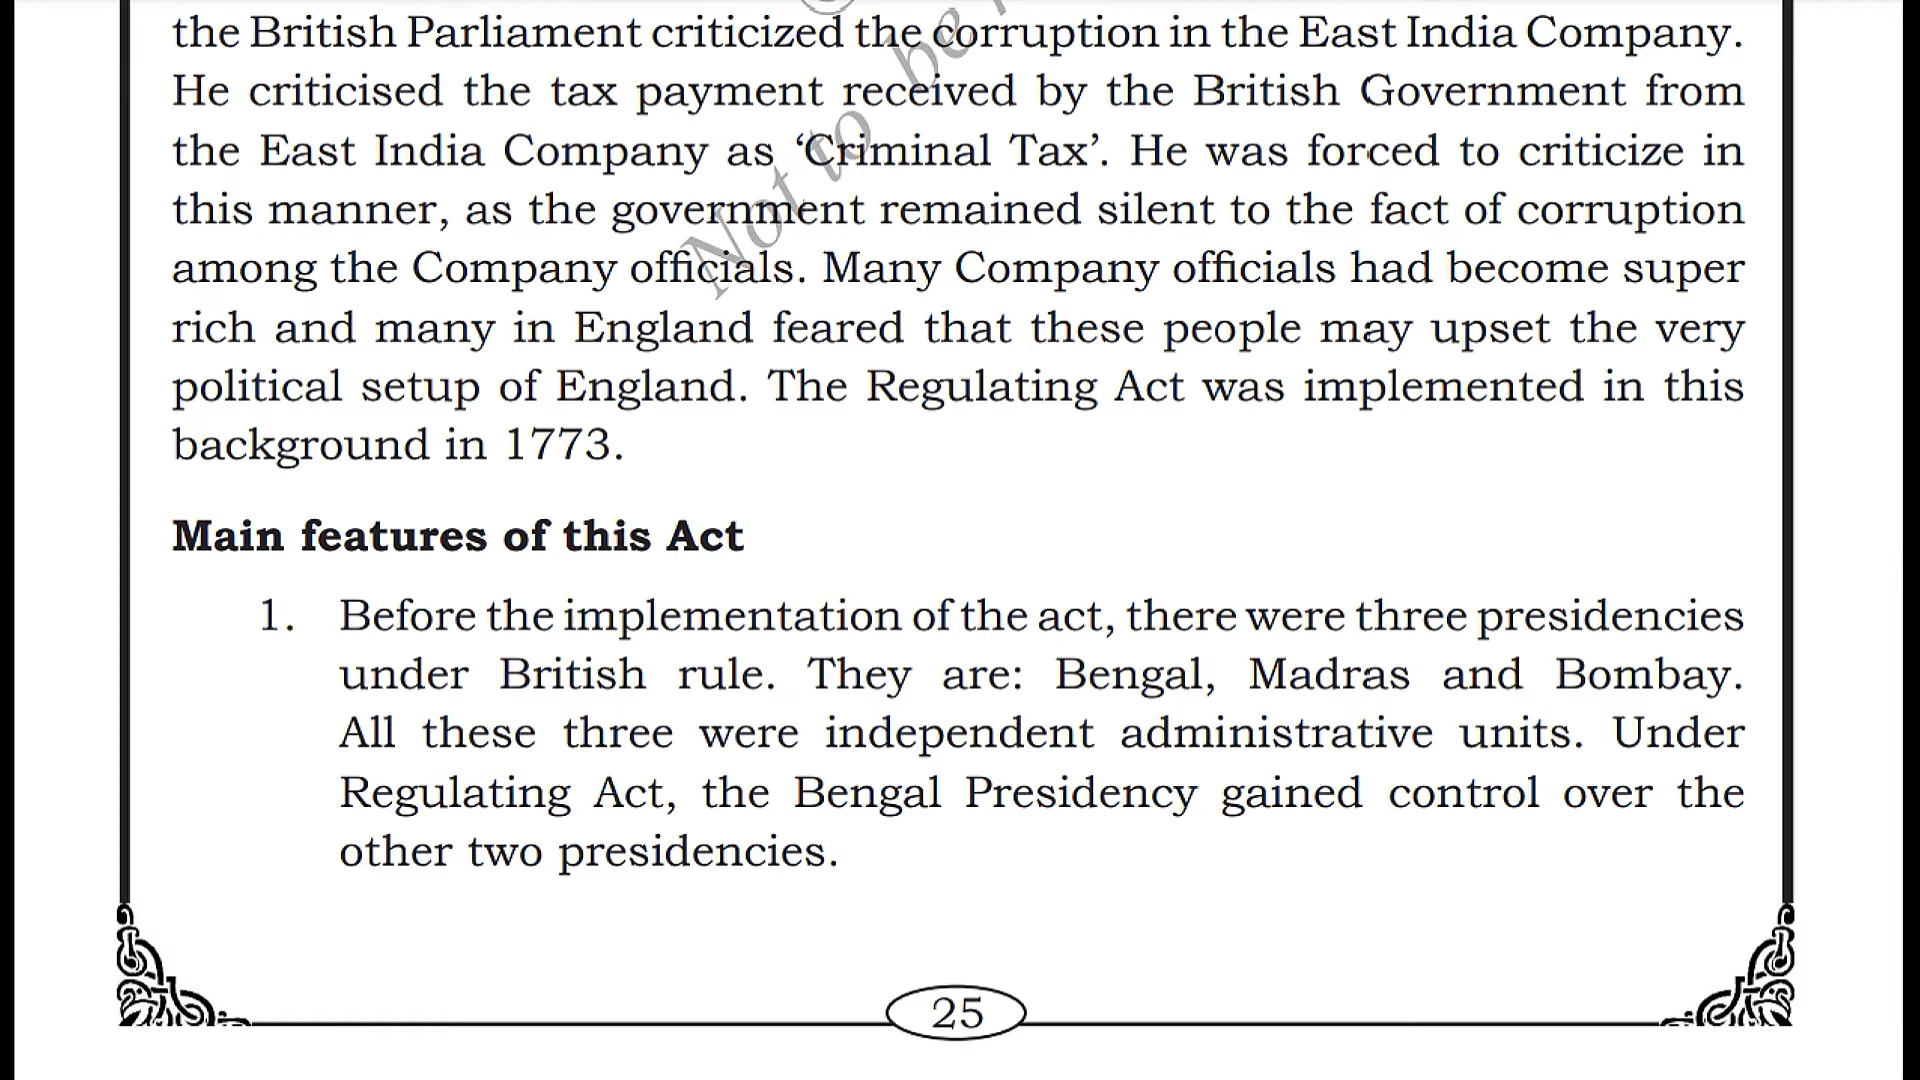 the British Parliament criticized the corruption in the East India Company.
He criticised the tax payment received by the British Government from
the East India Company as ‘Criminal Tax’. He was forced to criticize in
this manner, as the government remained silent to the fact of corruption
among the Company officials. Many Company officials had become super
rich and many in England feared that these people may upset the very
political setup of England. The Regulating Act was implemented in this
background in 1773.
Main features of this Act
1. Before the implementation of the act, there were three presidencies
under British rule. They are: Bengal, Madras and Bombay.
All these three were independent administrative units. Under
Regulating Act, the Bengal Presidency gained control over the
other two presidencies.
25
Not to be